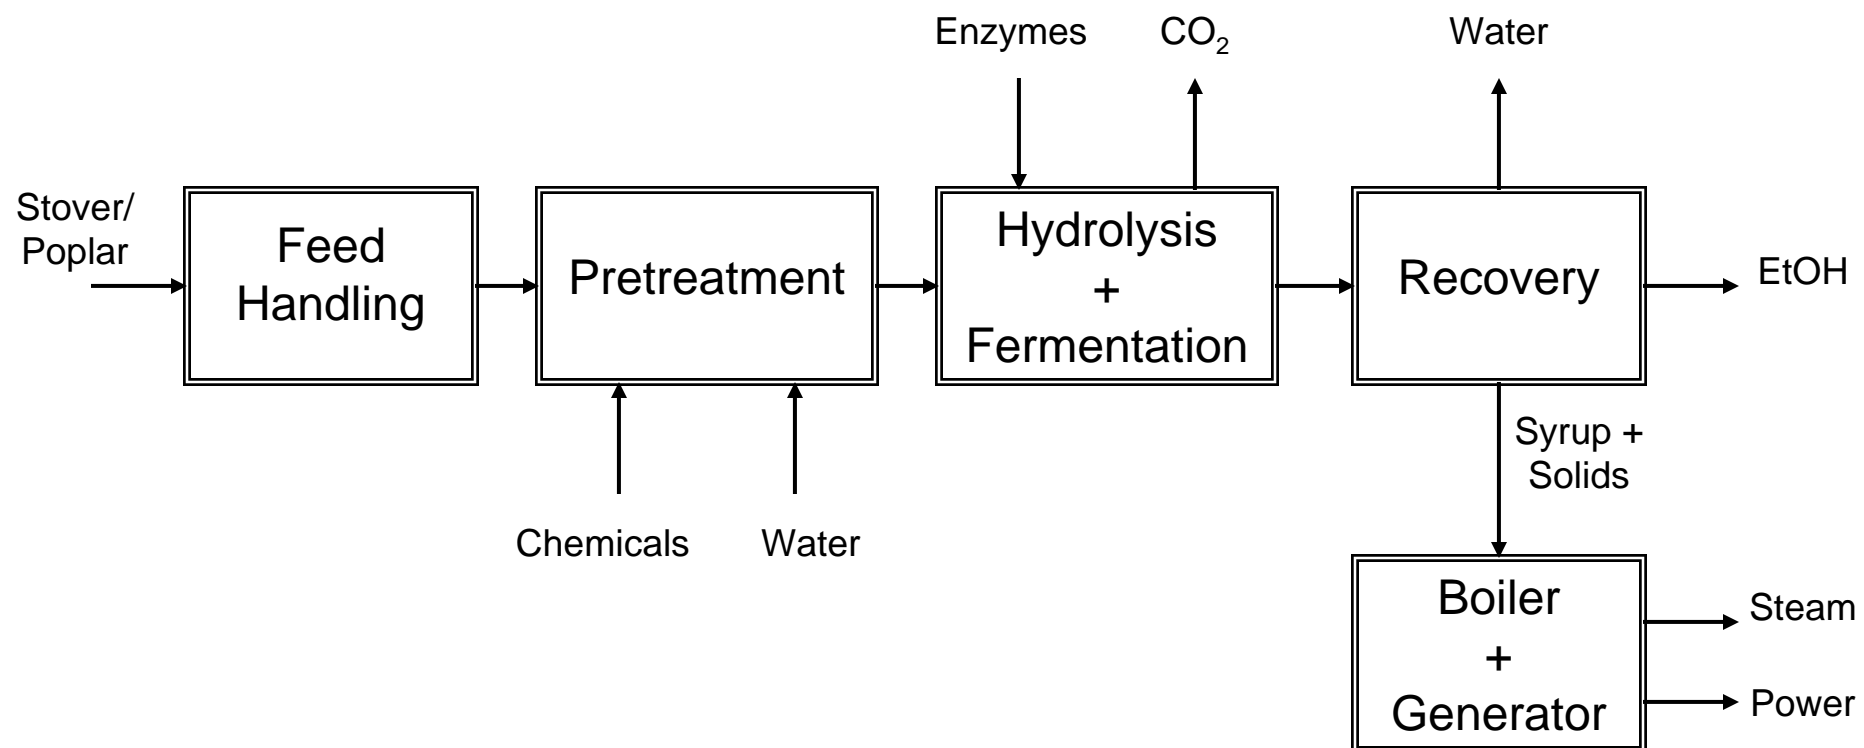 Enzymes
CO₂
Water
Stover/
Poplar
Feed
Handling
Pretreatment
Hydrolysis
+
Fermentation
Recovery
EtOH
Chemicals
Water
Syrup +
Solids
Boiler
+
Generator
Steam
Power